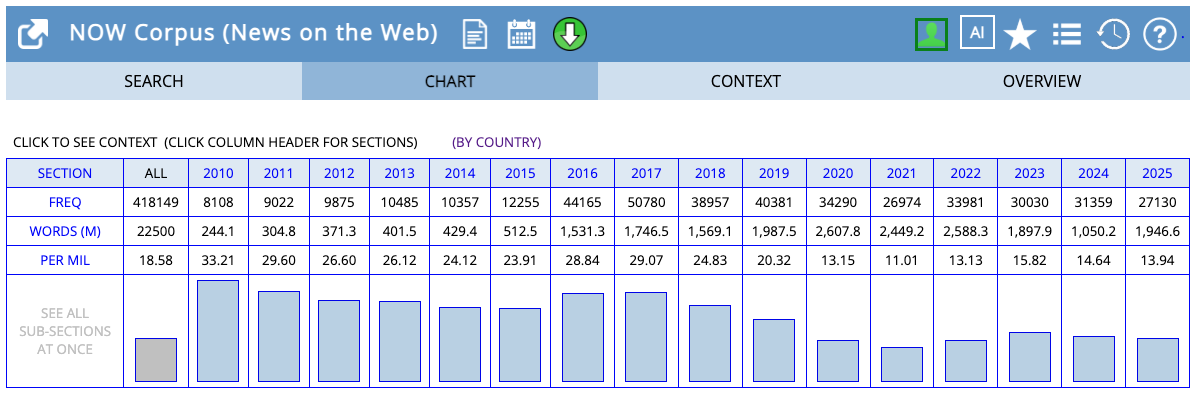 NOW Corpus (News on the Web) AI ?
SEARCH CHART CONTEXT OVERVIEW
CLICK TO SEE CONTEXT (CLICK COLUMN HEADER FOR SECTIONS) (BY COUNTRY)
SECTION ALL 2010 2011 2012 2013 2014 2015 2016 2017 2018 2019 2020 2021 2022 2023 2024 2025
FREQ 418149 8108 9022 9875 10485 10357 12255 44165 50780 38957 40381 34290 26974 33981 30030 31359 27130
WORDS (M) 22500 244.1 304.8 371.3 401.5 429.4 512.5 1,531.3 1,746.5 1,569.1 1,987.5 2,607.8 2,449.2 2,588.3 1,897.9 1,050.2 1,946.6
PER MIL 18.58 33.21 29.60 26.60 26.12 24.12 23.91 28.84 29.07 24.83 20.32 13.15 11.01 13.13 15.82 14.64 13.94
SEE ALL
SUB-SECTIONS
AT ONCE